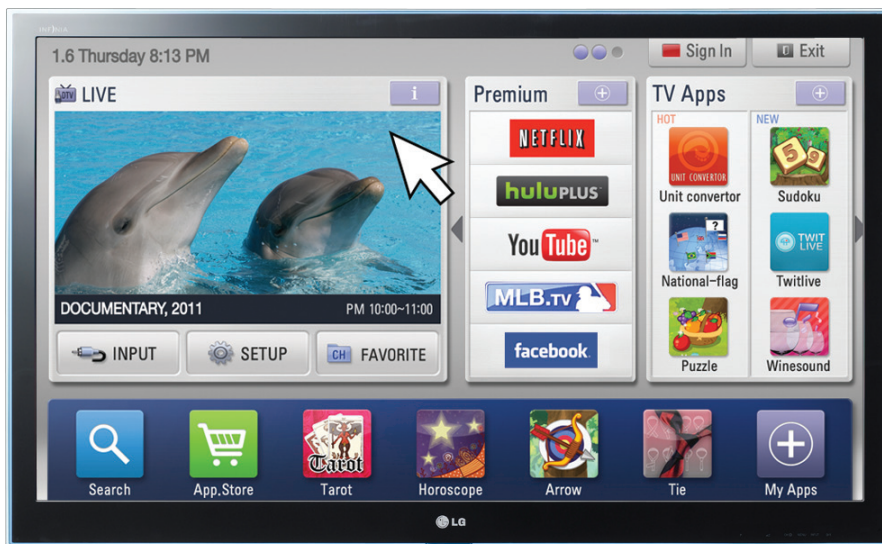 1.6 Thursday 8:13 PM
Sign In
Exit
DTV LIVE
i
DOCUMENTARY, 2011 PM 10:00~11:00
INPUT
SETUP
CH FAVORITE
Premium
NETFLIX
huluPLUS
YouTube
MLB.TV
facebook
TV Apps
HOT
NEW
UNIT CONVERTOR
Unit convertor
5 9
Sudoku
?
National-flag
TWIT
LIVE
Twitlive
Puzzle
Winesound
Search
App.Store
Tarot
Tarot
Horoscope
Arrow
Tie
My Apps
LG